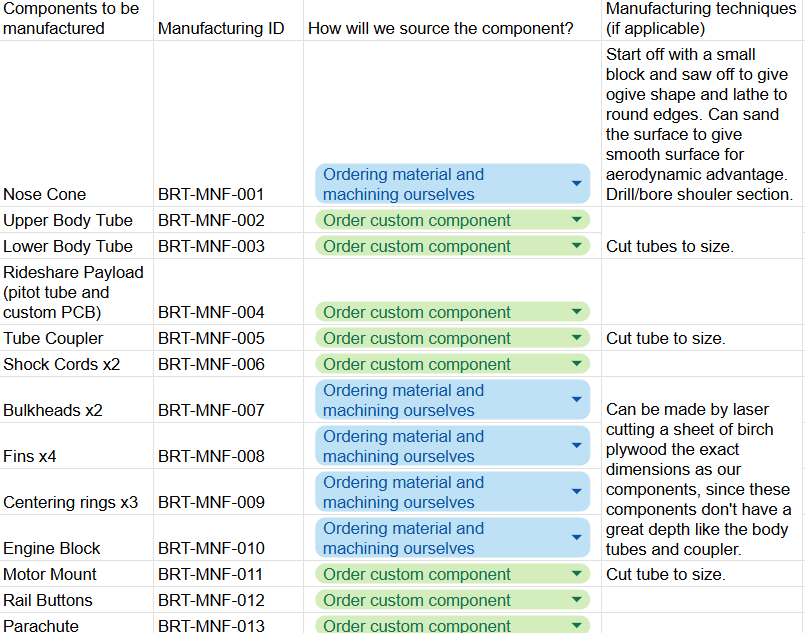 Components to be
manufactured
Manufacturing ID
How will we source the component?
Manufacturing techniques
(if applicable)
Nose Cone
BRT-MNF-001
Ordering material and
machining ourselves
Start off with a small
block and saw off to give
ogive shape and lathe to
round edges. Can sand
the surface to give
smooth surface for
aerodynamic advantage.
Drill/bore shouler section.
Upper Body Tube
BRT-MNF-002
Order custom component
Lower Body Tube
BRT-MNF-003
Order custom component
Cut tubes to size.
Rideshare Payload
(pitot tube and
custom PCB)
BRT-MNF-004
Order custom component
Tube Coupler
BRT-MNF-005
Order custom component
Cut tube to size.
Shock Cords x2
BRT-MNF-006
Order custom component
Bulkheads x2
BRT-MNF-007
Ordering material and
machining ourselves
Fins x4
BRT-MNF-008
Ordering material and
machining ourselves
Centering rings x3
BRT-MNF-009
Ordering material and
machining ourselves
Engine Block
BRT-MNF-010
Ordering material and
machining ourselves
Can be made by laser
cutting a sheet of birch
plywood the exact
dimensions as our
components, since these
components don't have a
great depth like the body
tubes and coupler.
Motor Mount
BRT-MNF-011
Order custom component
Cut tube to size.
Rail Buttons
BRT-MNF-012
Order custom component
Parachute
BRT-MNF-013
Order custom component